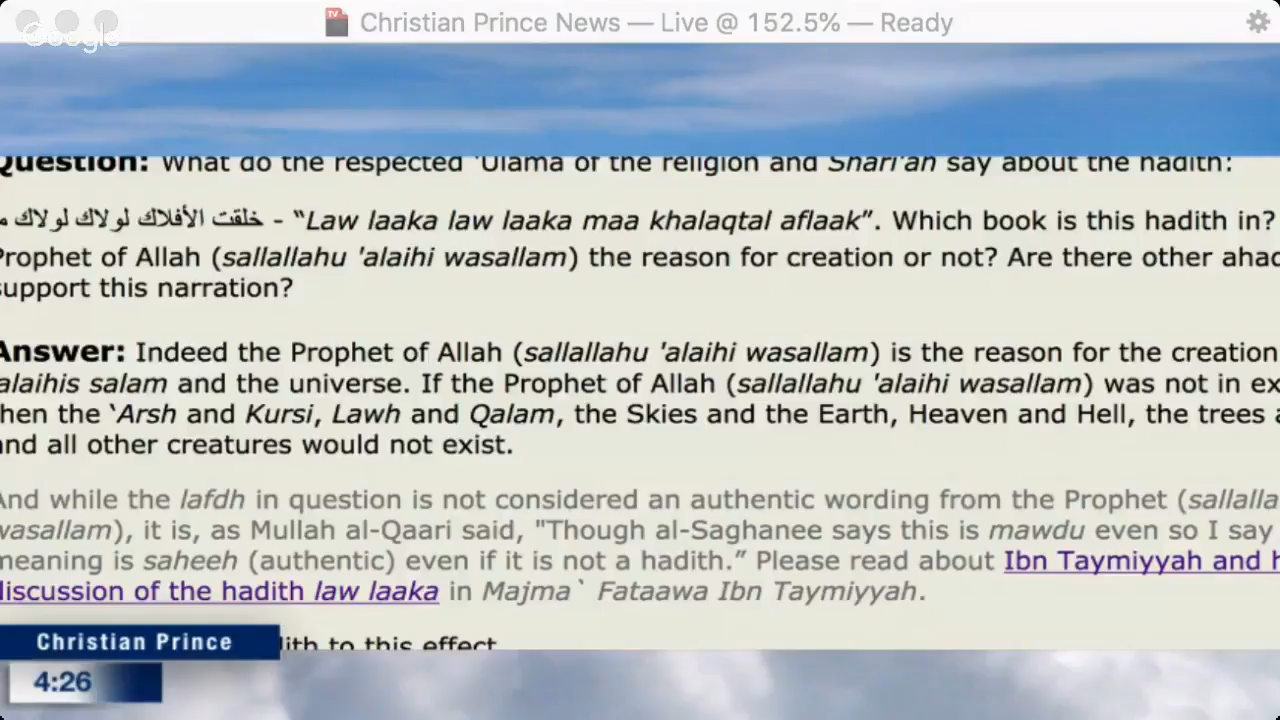 Google
Christian Prince News — Live @ 152.5% — Ready
Question: What do the respected 'Ulama of the religion and Shari'ah say about the hadith:
خلقت الأفلاك لولاك لولاك م - “Law laaka law laaka maa khalaqtal aflaak”. Which book is this hadith in?
Prophet of Allah (sallallahu 'alaihi wasallam) the reason for creation or not? Are there other ahad
support this narration?
Answer: Indeed the Prophet of Allah (sallallahu 'alaihi wasallam) is the reason for the creation
alaihis salam and the universe. If the Prophet of Allah (sallallahu 'alaihi wasallam) was not in ex
then the ‘Arsh and Kursi, Lawh and Qalam, the Skies and the Earth, Heaven and Hell, the trees a
and all other creatures would not exist.
And while the lafdh in question is not considered an authentic wording from the Prophet (sallalla
wasallam), it is, as Mullah al-Qaari said, "Though al-Saghanee says this is mawdu even so I say
meaning is saheeh (authentic) even if it is not a hadith.” Please read about Ibn Taymiyyah and h
discussion of the hadith law laaka in Majma` Fataawa Ibn Taymiyyah.
Christian Prince
dith to this effect
4:26